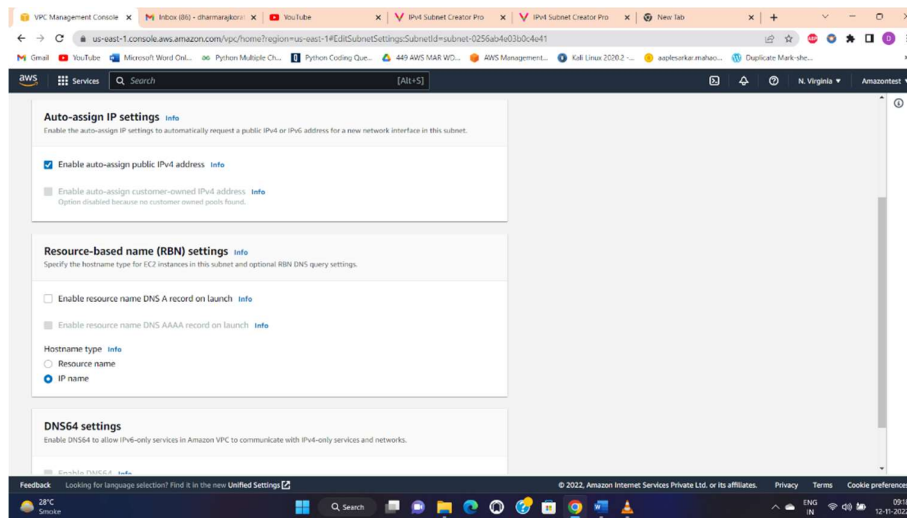 VPC Management Console
Inbox (86) - dharmarajkora
YouTube
IPv4 Subnet Creator Pro
IPv4 Subnet Creator Pro
New Tab
us-east-1.console.aws.amazon.com/vpc/home?region=us-east-1#EditSubnetSettings:SubnetId=subnet-0256ab4e03b0c4e41
Gmail
YouTube
Microsoft Word Onl...
Python Multiple Ch...
Python Coding Que...
449 AWS MAR WD...
AWS Management...
Kali Linux 2020.2 -...
aaplesarkar.mahao...
Duplicate Mark-she...
aws
Services
Search
[Alt+S]
N. Virginia
Amazontest
Auto-assign IP settings Info
Enable the auto-assign IP settings to automatically request a public IPv4 or IPv6 address for a new network interface in this subnet.
Enable auto-assign public IPv4 address Info
Enable auto-assign customer-owned IPv4 address Info
Option disabled because no customer owned pools found.
Resource-based name (RBN) settings Info
Specify the hostname type for EC2 instances in this subnet and optional RBN DNS query settings.
Enable resource name DNS A record on launch Info
Enable resource name DNS AAAA record on launch Info
Hostname type Info
Resource name
IP name
DNS64 settings
Enable DNS64 to allow IPv6-only services in Amazon VPC to communicate with IPv4-only services and networks.
Enable DNS64 Info
Feedback
Looking for language selection? Find it in the new Unified Settings
© 2022, Amazon Internet Services Private Ltd. or its affiliates.
Privacy
Terms
Cookie preferences
28°C
Smoke
Search
ENG
IN
09:18
12-11-2022